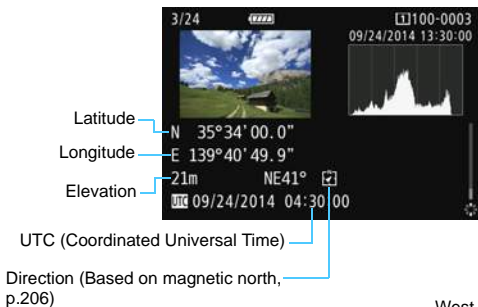 3/24 1 100-0003
09/24/2014 13:30:00
Latitude
N 35°34'00.0"
Longitude
E 139°40'49.9"
Elevation
21m NE41°
UTC 09/24/2014 04:30:00
UTC (Coordinated Universal Time)
Direction (Based on magnetic north,
p.206)
West